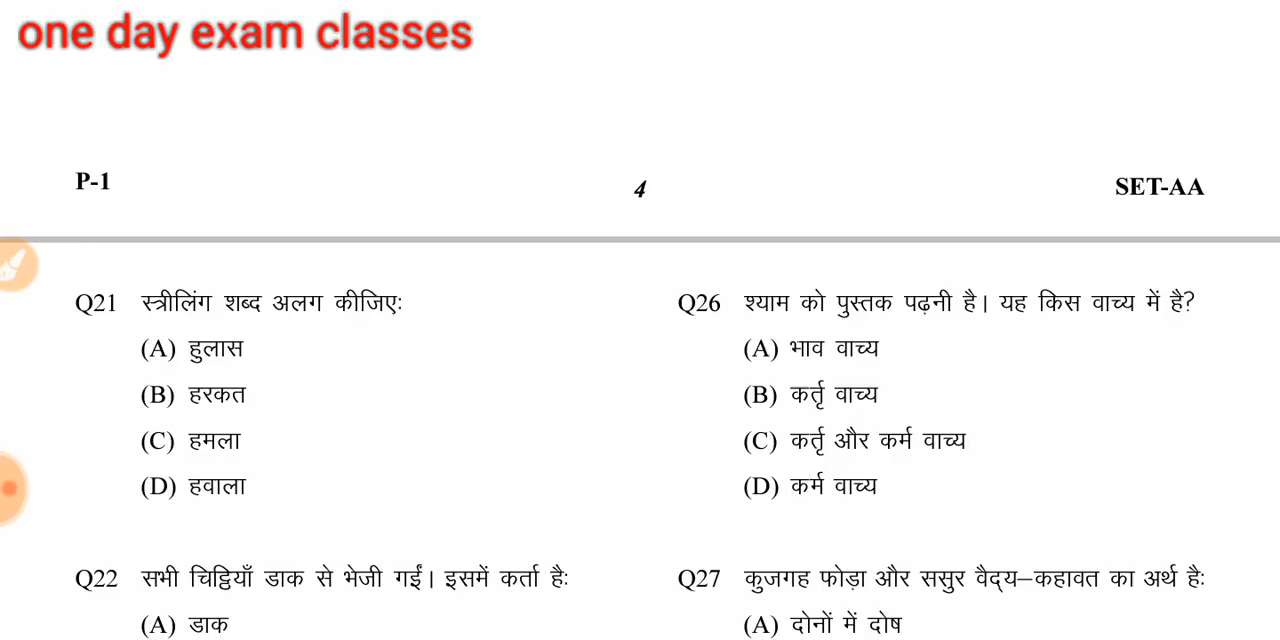 one day exam classes
P-1
4
SET-AA
Q21 स्त्रीलिंग शब्द अलग कीजिएः
(A) हुलास
(B) हरकत
(C) हमला
(D) हवाला
Q22 सभी चिट्ठियाँ डाक से भेजी गईं। इसमें कर्ता हैः
(A) डाक
Q26 श्याम को पुस्तक पढ़नी है। यह किस वाच्य में है?
(A) भाव वाच्य
(B) कर्तृ वाच्य
(C) कर्तृ और कर्म वाच्य
(D) कर्म वाच्य
Q27 कुजगह फोड़ा और ससुर वैद्य–कहावत का अर्थ हैः
(A) दोनों में दोष